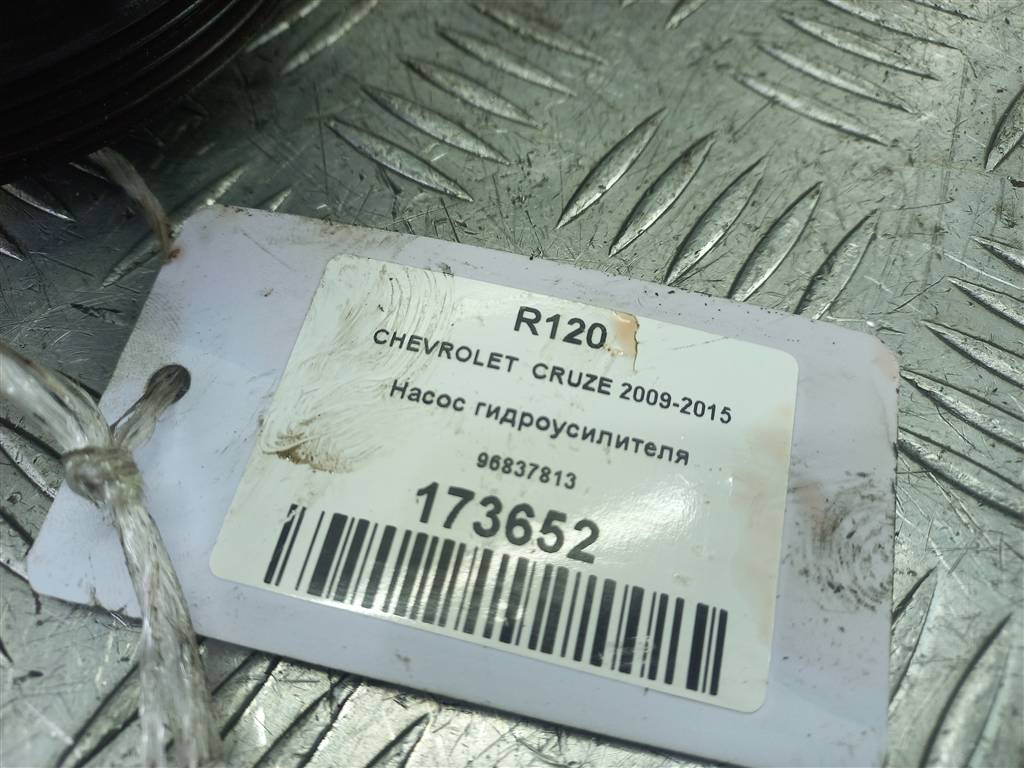 R120
CHEVROLET CRUZE 2009-2015
Насос гидроусилителя
96837813
173652